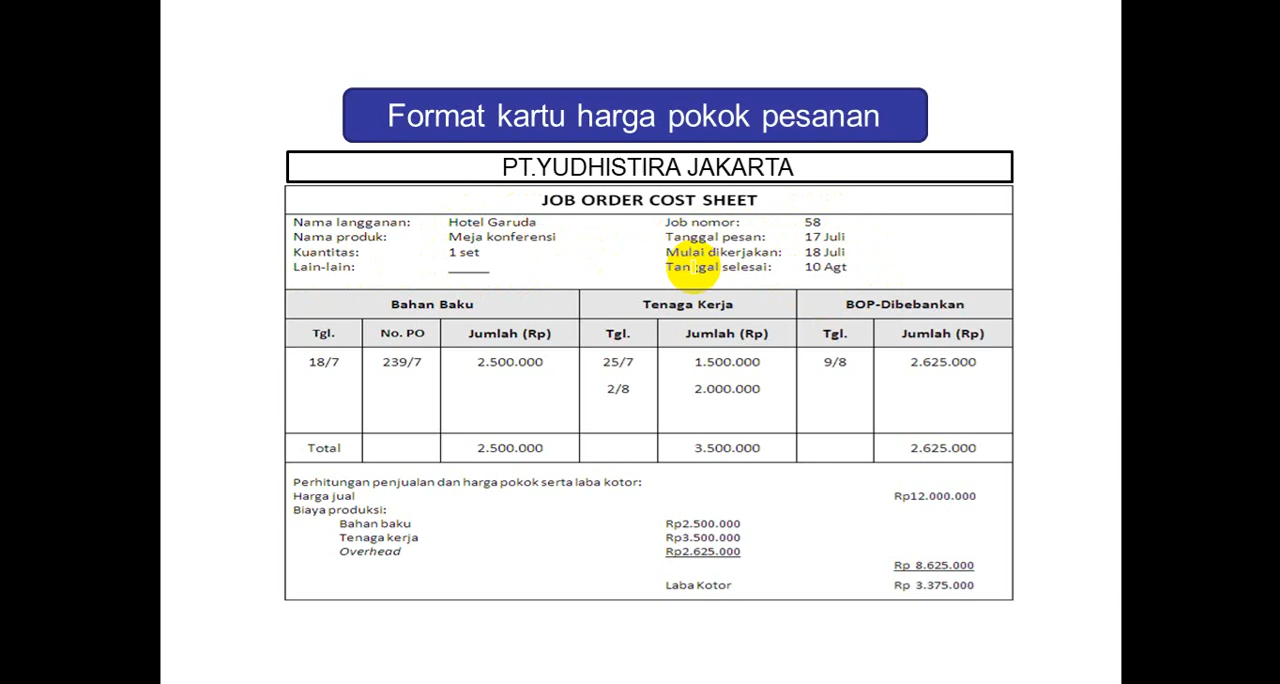 Format kartu harga pokok pesanan
PT.YUDHISTIRA JAKARTA
JOB ORDER COST SHEET
Nama langganan: Hotel Garuda Job nomor: 58
Nama produk: Meja konferensi Tanggal pesan: 17 Juli
Kuantitas: 1 set Mulai dikerjakan: 18 Juli
Lain-lain: Tanggal selesai: 10 Agt
Bahan Baku Tenaga Kerja BOP-Dibebankan
Tgl. No. PO Jumlah (Rp) Tgl. Jumlah (Rp) Tgl. Jumlah (Rp)
18/7 239/7 2.500.000 25/7 1.500.000 9/8 2.625.000
2/8 2.000.000
Total 2.500.000 3.500.000 2.625.000
Perhitungan penjualan dan harga pokok serta laba kotor:
Harga jual Rp12.000.000
Biaya produksi:
Bahan baku Rp2.500.000
Tenaga kerja Rp3.500.000
Overhead Rp2.625.000
Rp 8.625.000
Laba Kotor Rp 3.375.000